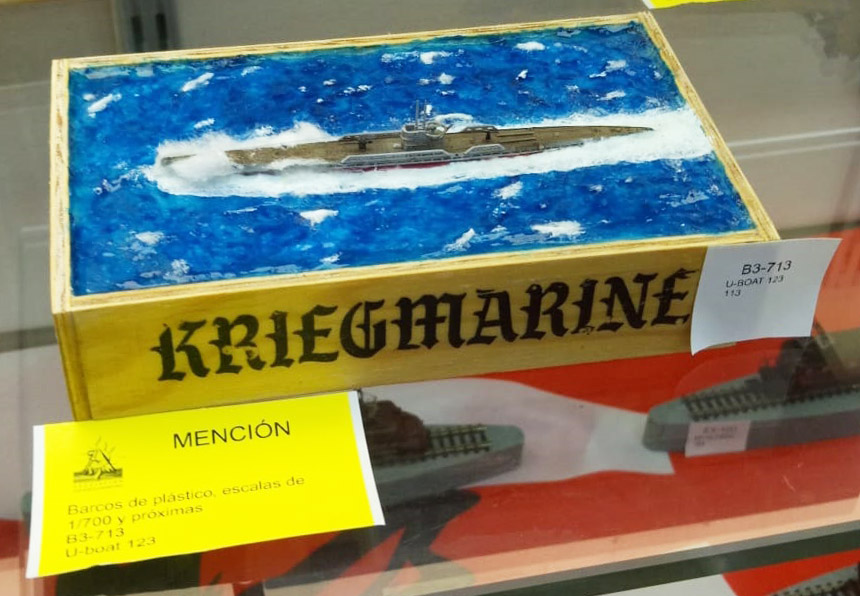 KRIEGMARINE
B3-713
U-BOAT 123
113
MENCIÓN
Barcos de plástico, escalas de
1/700 y próximas
B3-713
U-boat 123